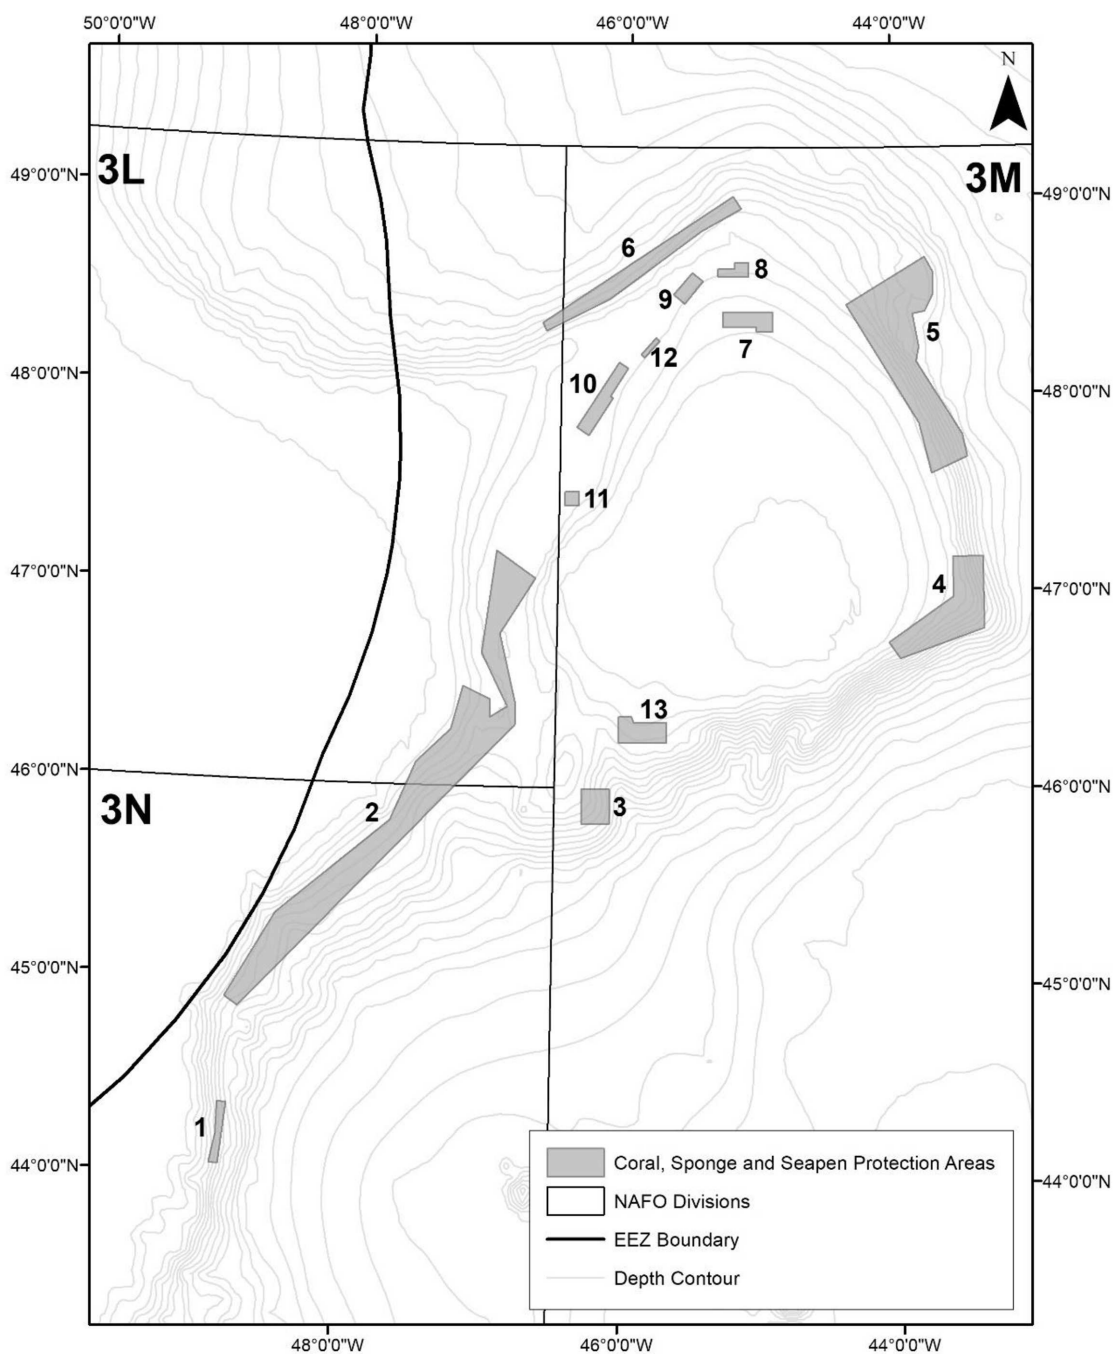 50°0'0"W 48°0'0"W 46°0'0"W 44°0'0"W
N
3L
3M
49°0'0"N
49°0'0"N
6
8
9
5
7
12
48°0'0"N
10
48°0'0"N
11
47°0'0"N
4
47°0'0"N
13
46°0'0"N
46°0'0"N
3N
2
3
45°0'0"N
45°0'0"N
1
44°0'0"N
44°0'0"N
Coral, Sponge and Seapen Protection Areas
NAFO Divisions
EEZ Boundary
Depth Contour
48°0'0"W 46°0'0"W 44°0'0"W